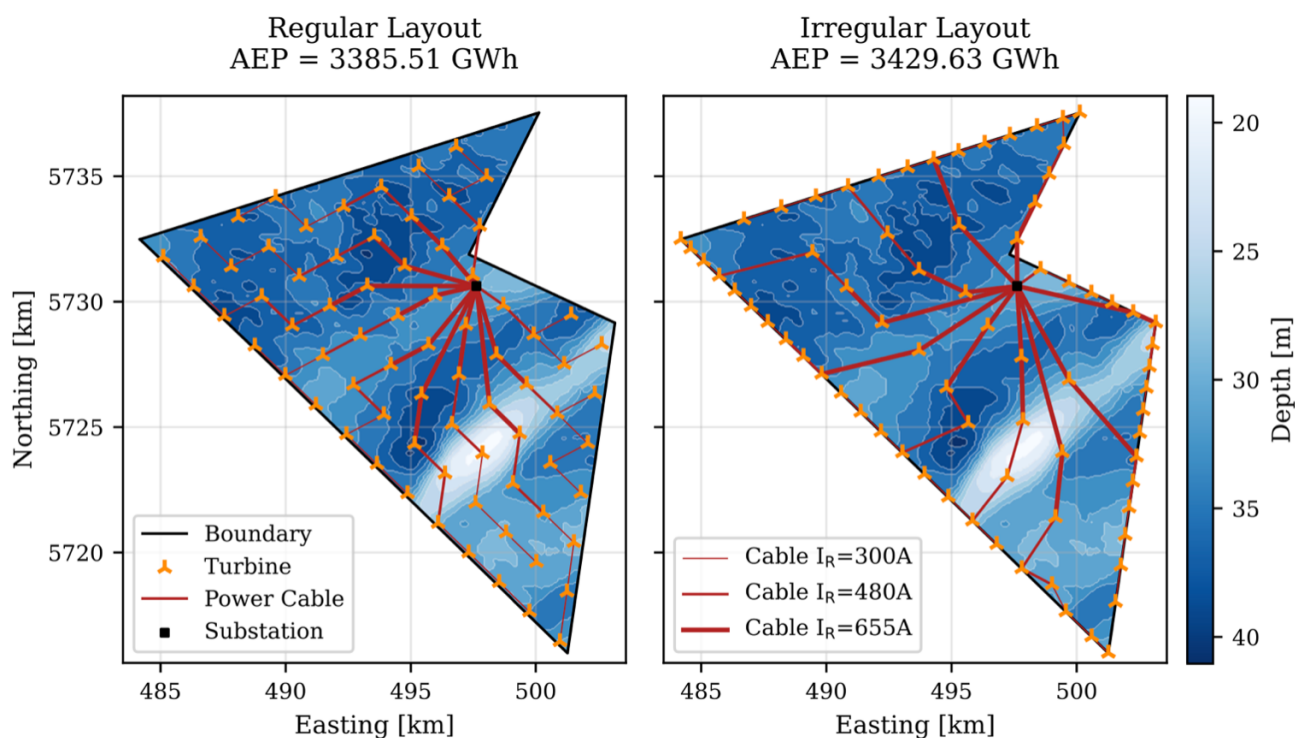 Regular Layout
AEP = 3385.51 GWh
Irregular Layout
AEP = 3429.63 GWh
Northing [km]
5735
5730
5725
5720
485
490
495
500
Easting [km]
Boundary
Turbine
Power Cable
Substation
485
490
495
500
Easting [km]
Cable I_R=300A
Cable I_R=480A
Cable I_R=655A
20
25
30
35
40
Depth [m]